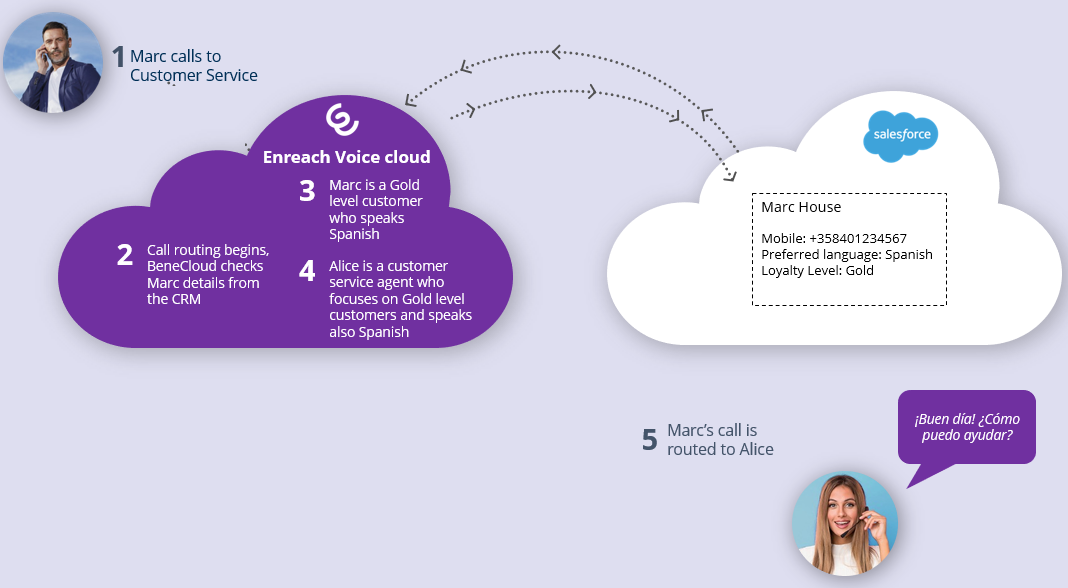 1 Marc calls to
Customer Service
Enreach Voice cloud
2 Call routing begins,
BeneCloud checks
Marc details from
the CRM
3 Marc is a Gold
level customer
who speaks
Spanish
4 Alice is a customer
service agent who
focuses on Gold level
customers and speaks
also Spanish
salesforce
Marc House
Mobile: +358401234567
Preferred language: Spanish
Loyalty Level: Gold
5 Marc’s call is
routed to Alice
¡Buen día! ¿Cómo
puedo ayudar?